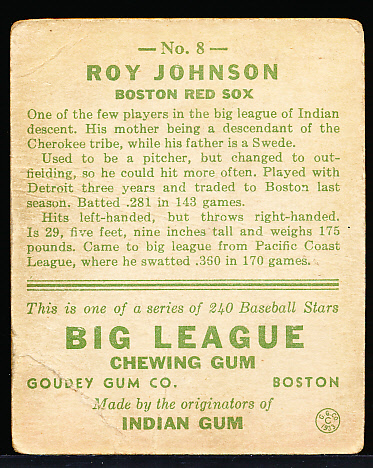 — No. 8 —
ROY JOHNSON
BOSTON RED SOX
One of the few players in the big league of Indian
descent. His mother being a descendant of the
Cherokee tribe, while his father is a Swede.
Used to be a pitcher, but changed to out-
fielding, so he could hit more often. Played with
Detroit three years and traded to Boston last
season. Batted .281 in 143 games.
Hits left-handed, but throws right-handed.
Is 29, five feet, nine inches tall and weighs 175
pounds. Came to big league from Pacific Coast
League, where he swatted .360 in 170 games.
This is one of a series of 240 Baseball Stars
BIG LEAGUE
CHEWING GUM
GOUDEY GUM CO. BOSTON
Made by the originators of
INDIAN GUM
G.G.CO.
C
1933